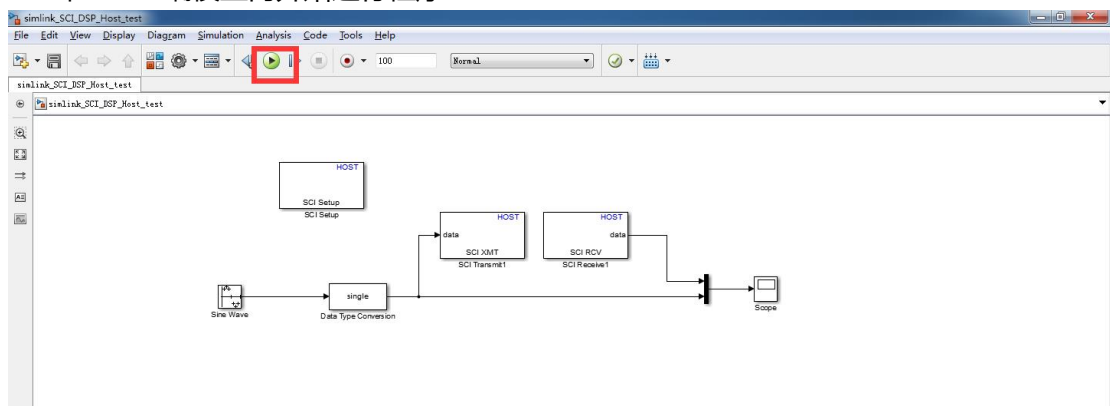 simlink_SCI_DSP_Host_test
File Edit View Display Diagram Simulation Analysis Code Tools Help
100 Normal
simlink_SCI_DSP_Host_test
simlink_SCI_DSP_Host_test
HOST
SCI Setup
SCI Setup
HOST
data
SCI XMT
SCI Transmit1
HOST
data
SCI RCV
SCI Receive1
Sine Wave
single
Data Type Conversion
Scope